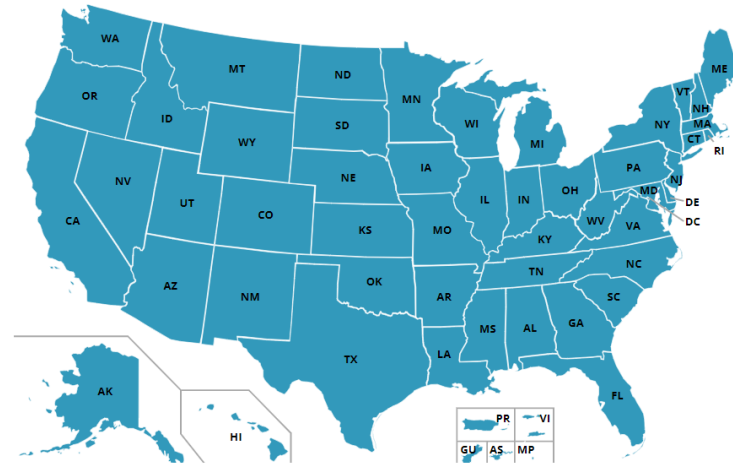 WA
MT
ND
MN
ME
VT
NH
OR
ID
SD
WI
NY
MA
WY
MI
CT
RI
IA
PA
NE
NV
NJ
UT
CO
IL
IN
OH
MD
DE
DC
CA
KS
MO
WV
VA
KY
NC
AZ
NM
OK
AR
TN
SC
TX
LA
MS
AL
GA
AK
FL
HI
PR
VI
GU
AS
MP